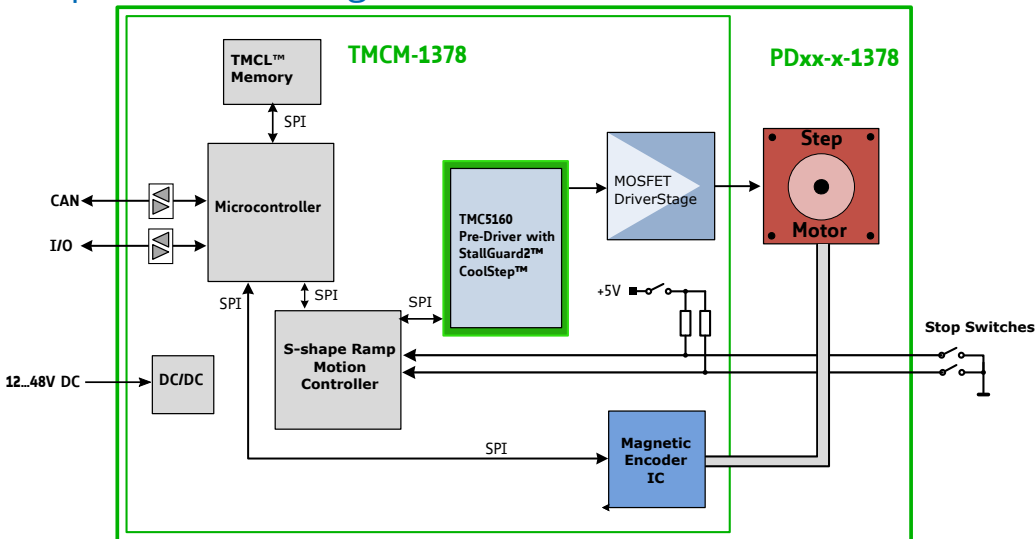 TMCM-1378
PDxx-x-1378
TMCL™
Memory
SPI
Step
Motor
MOSFET
DriverStage
CAN
Microcontroller
I/O
TMC5160
Pre-Driver with
StallGuard2™
CoolStep™
SPI
SPI
SPI
+5V
Stop Switches
S-shape Ramp
Motion
Controller
12...48V DC
DC/DC
SPI
Magnetic
Encoder
IC